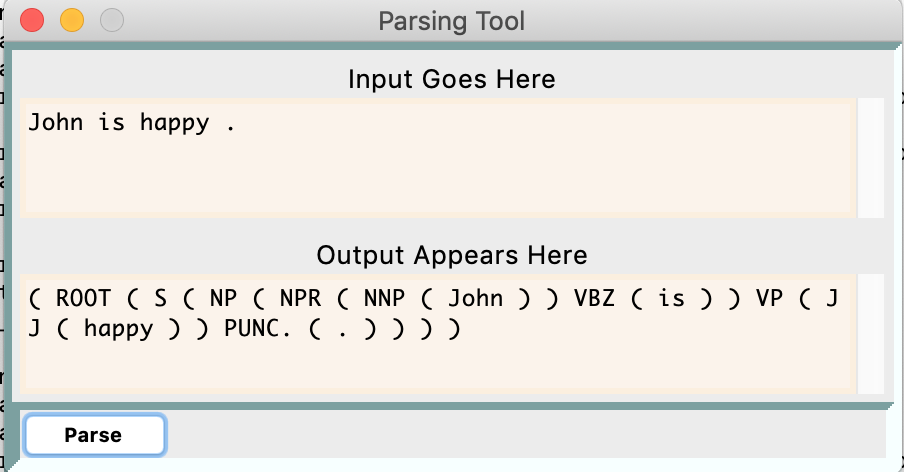 Parsing Tool
Input Goes Here
John is happy .
Output Appears Here
( ROOT ( S ( NP ( NPR ( NNP ( John ) ) VBZ ( is ) ) VP ( J
J ( happy ) ) PUNC. ( . ) ) ) )
Parse